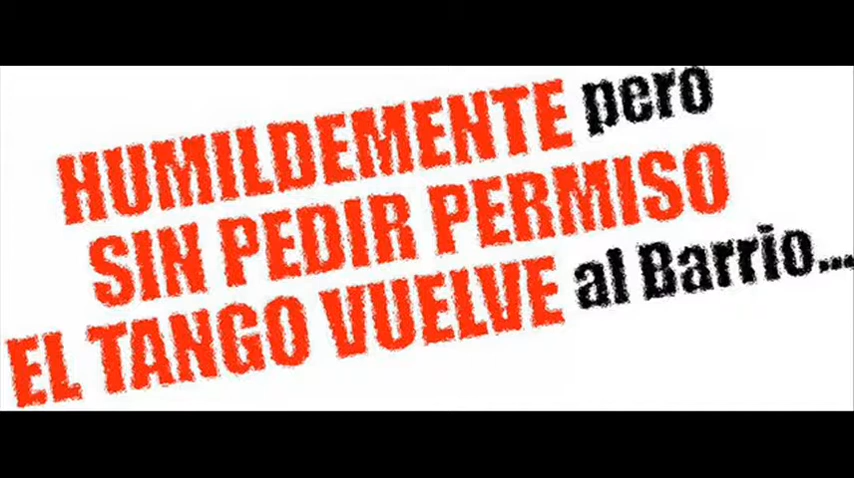 HUMILDEMENTE pero
SIN PEDIR PERMISO
EL TANGO VUELVE al Barrio...